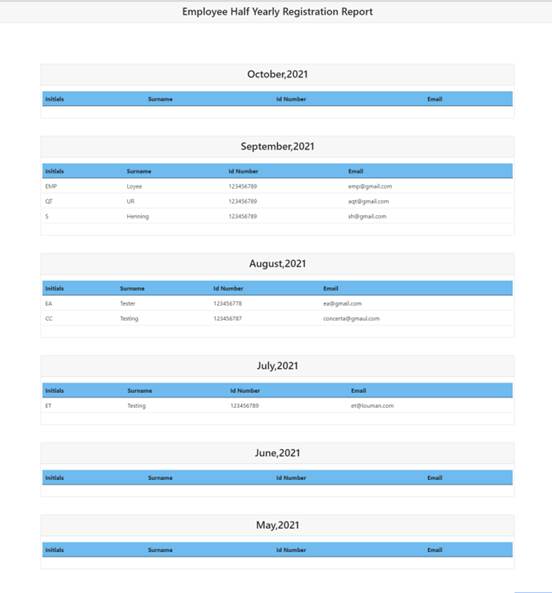 Employee Half Yearly Registration Report
October,2021
Initials Surname Id Number Email
September,2021
Initials Surname Id Number Email
EMP Loyee 123456789 emp@gmail.com
QT UR 123456789 aqt@gmail.com
S Henning 123456789 sh@gmail.com
August,2021
Initials Surname Id Number Email
EA Tester 123456778 ea@gmail.com
CC Testing 123456787 concerta@gmaul.com
July,2021
Initials Surname Id Number Email
ET Testing 123456789 et@louman.com
June,2021
Initials Surname Id Number Email
May,2021
Initials Surname Id Number Email